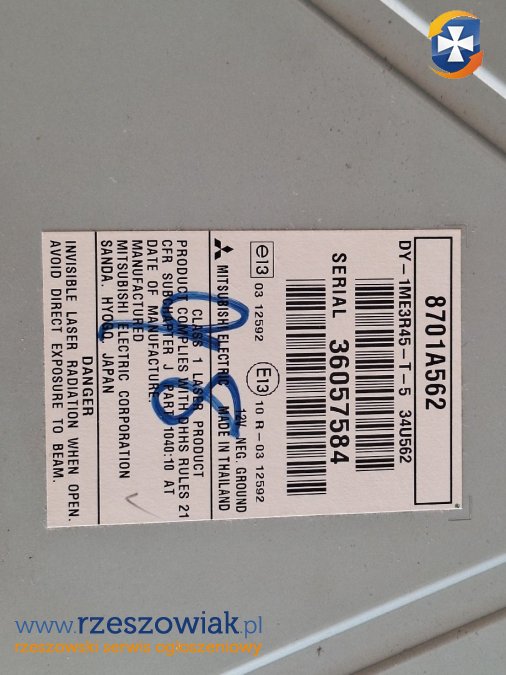 8701A562
DY-1ME3R45-T-5 34U562
SERIAL 36057584
e13 03 12592
E13 10 R-03 12592
12V NEG. GROUND
MITSUBISHI ELECTRIC MADE IN THAILAND
CLASS 1 LASER PRODUCT
PRODUCT COMPLIES WITH DHHS RULES 21
CFR SUBCHAPTER J PART 1040:10 AT
DATE OF MANUFACTURE.
MANUFACTURED
MITSUBISHI ELECTRIC CORPORATION
SANDA. HYOGO JAPAN
DANGER
INVISIBLE LASER RADIATION WHEN OPEN.
AVOID DIRECT EXPOSURE TO BEAM.
98
www.rzeszowiak.pl
rzeszowski serwis ogłoszeniowy